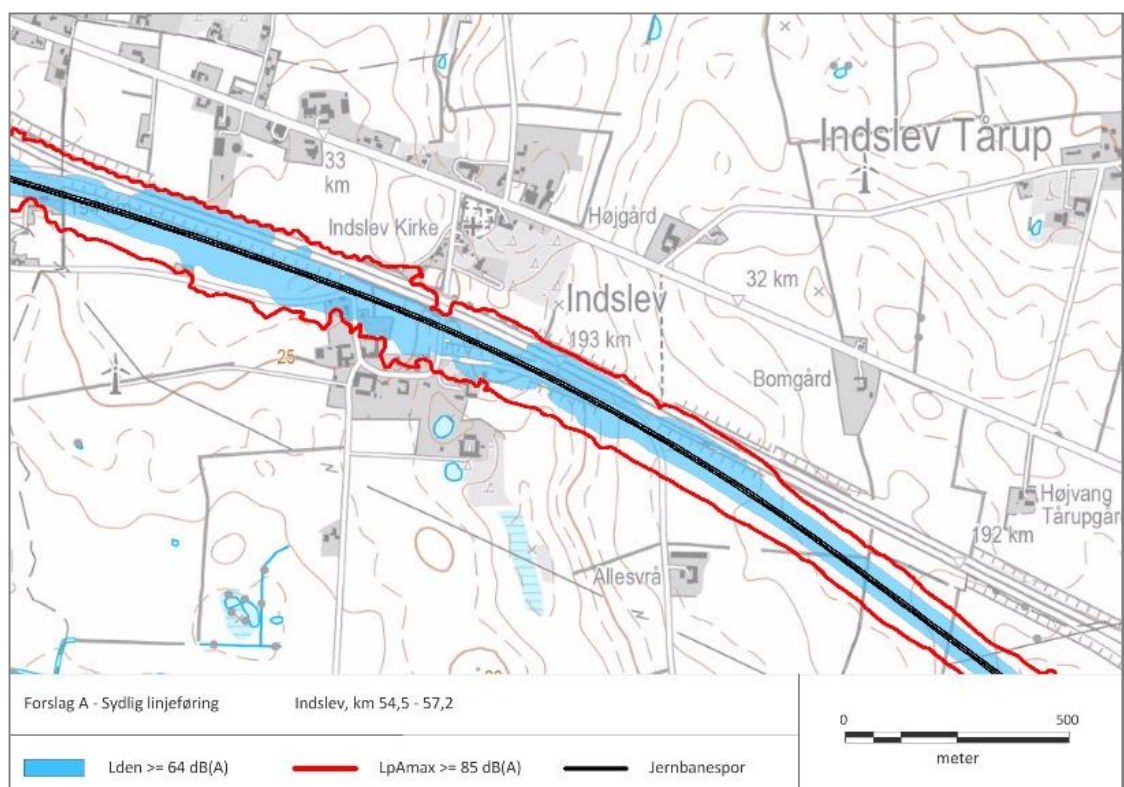 Indslev Tårup
33
km
Indslev Kirke
Højgård
32 km
Indslev
193 km
25
Bomgård
Højvang
Tårupgår
192 km
Allesvrå
Forslag A - Sydlig linjeføring
Indslev, km 54,5 - 57,2
0
500
meter
Lden >= 64 dB(A)
LpAmax >= 85 dB(A)
Jernbanespor